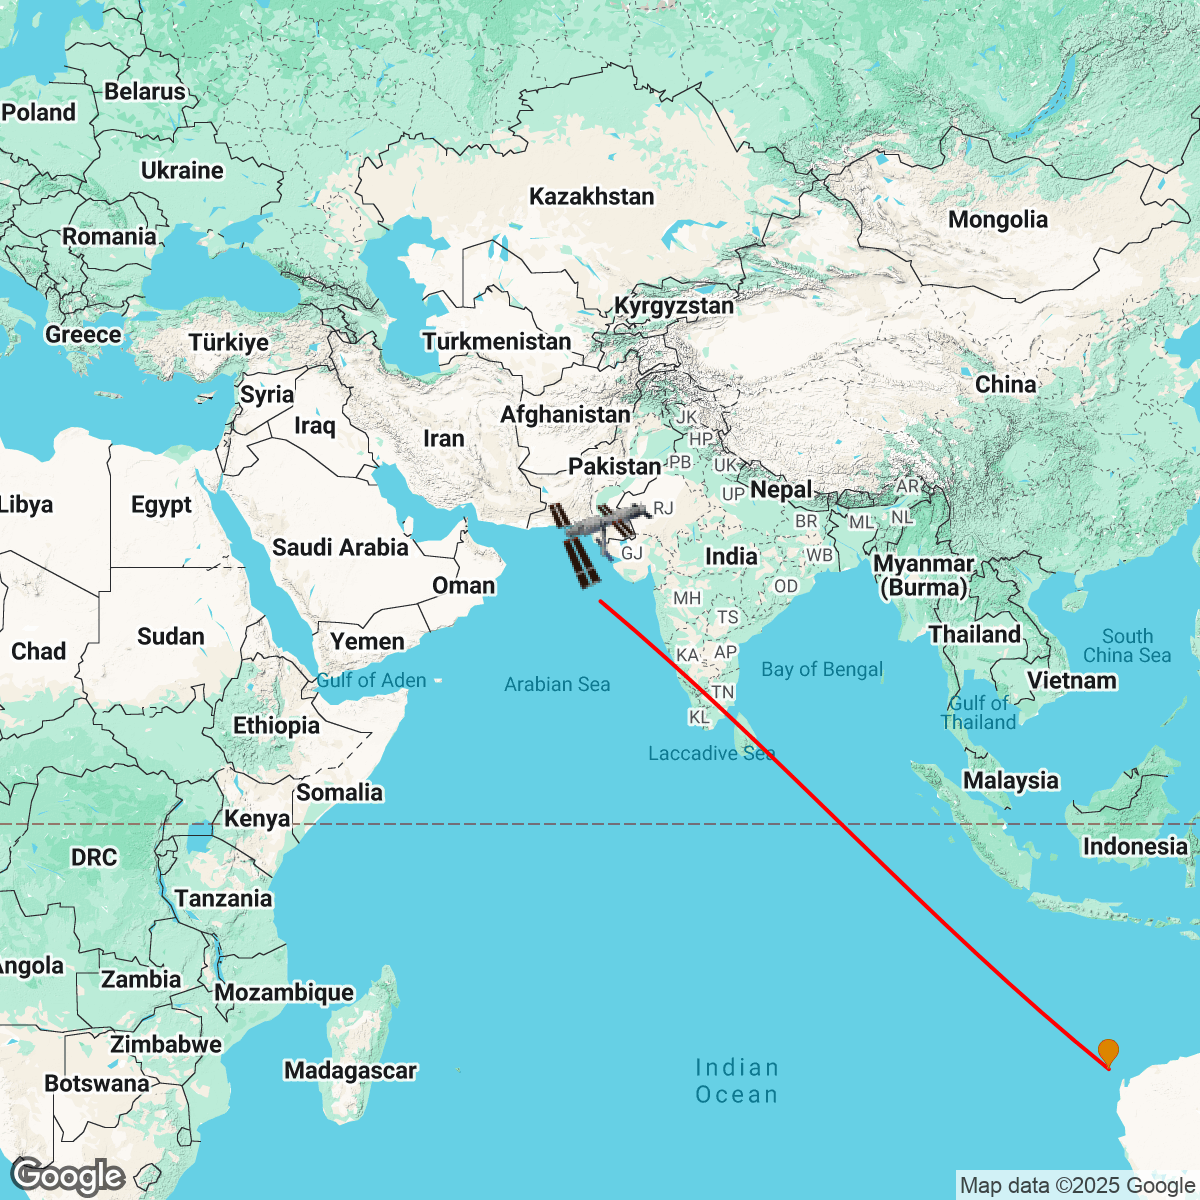 Belarus
Poland
Ukraine
Kazakhstan
Mongolia
Romania
Kyrgyzstan
Greece
Türkiye
Turkmenistan
China
Syria
Afghanistan
JK
Iraq
Iran
HP
Pakistan
PB
UK
Nepal
AR
UP
Libya
Egypt
RJ
BR
ML
NL
Saudi Arabia
GJ
India
WB
Myanmar
(Burma)
Oman
OD
MH
TS
Sudan
Yemen
Thailand
South
China Sea
Chad
KA
AP
Bay of Bengal
Gulf of Aden
Arabian Sea
TN
Vietnam
Gulf of
Thailand
KL
Ethiopia
Laccadive Sea
Malaysia
Somalia
Kenya
Indonesia
DRC
Tanzania
Angola
Zambia
Mozambique
Zimbabwe
Madagascar
Indian
Ocean
Botswana
Google
Map data ©2025 Google